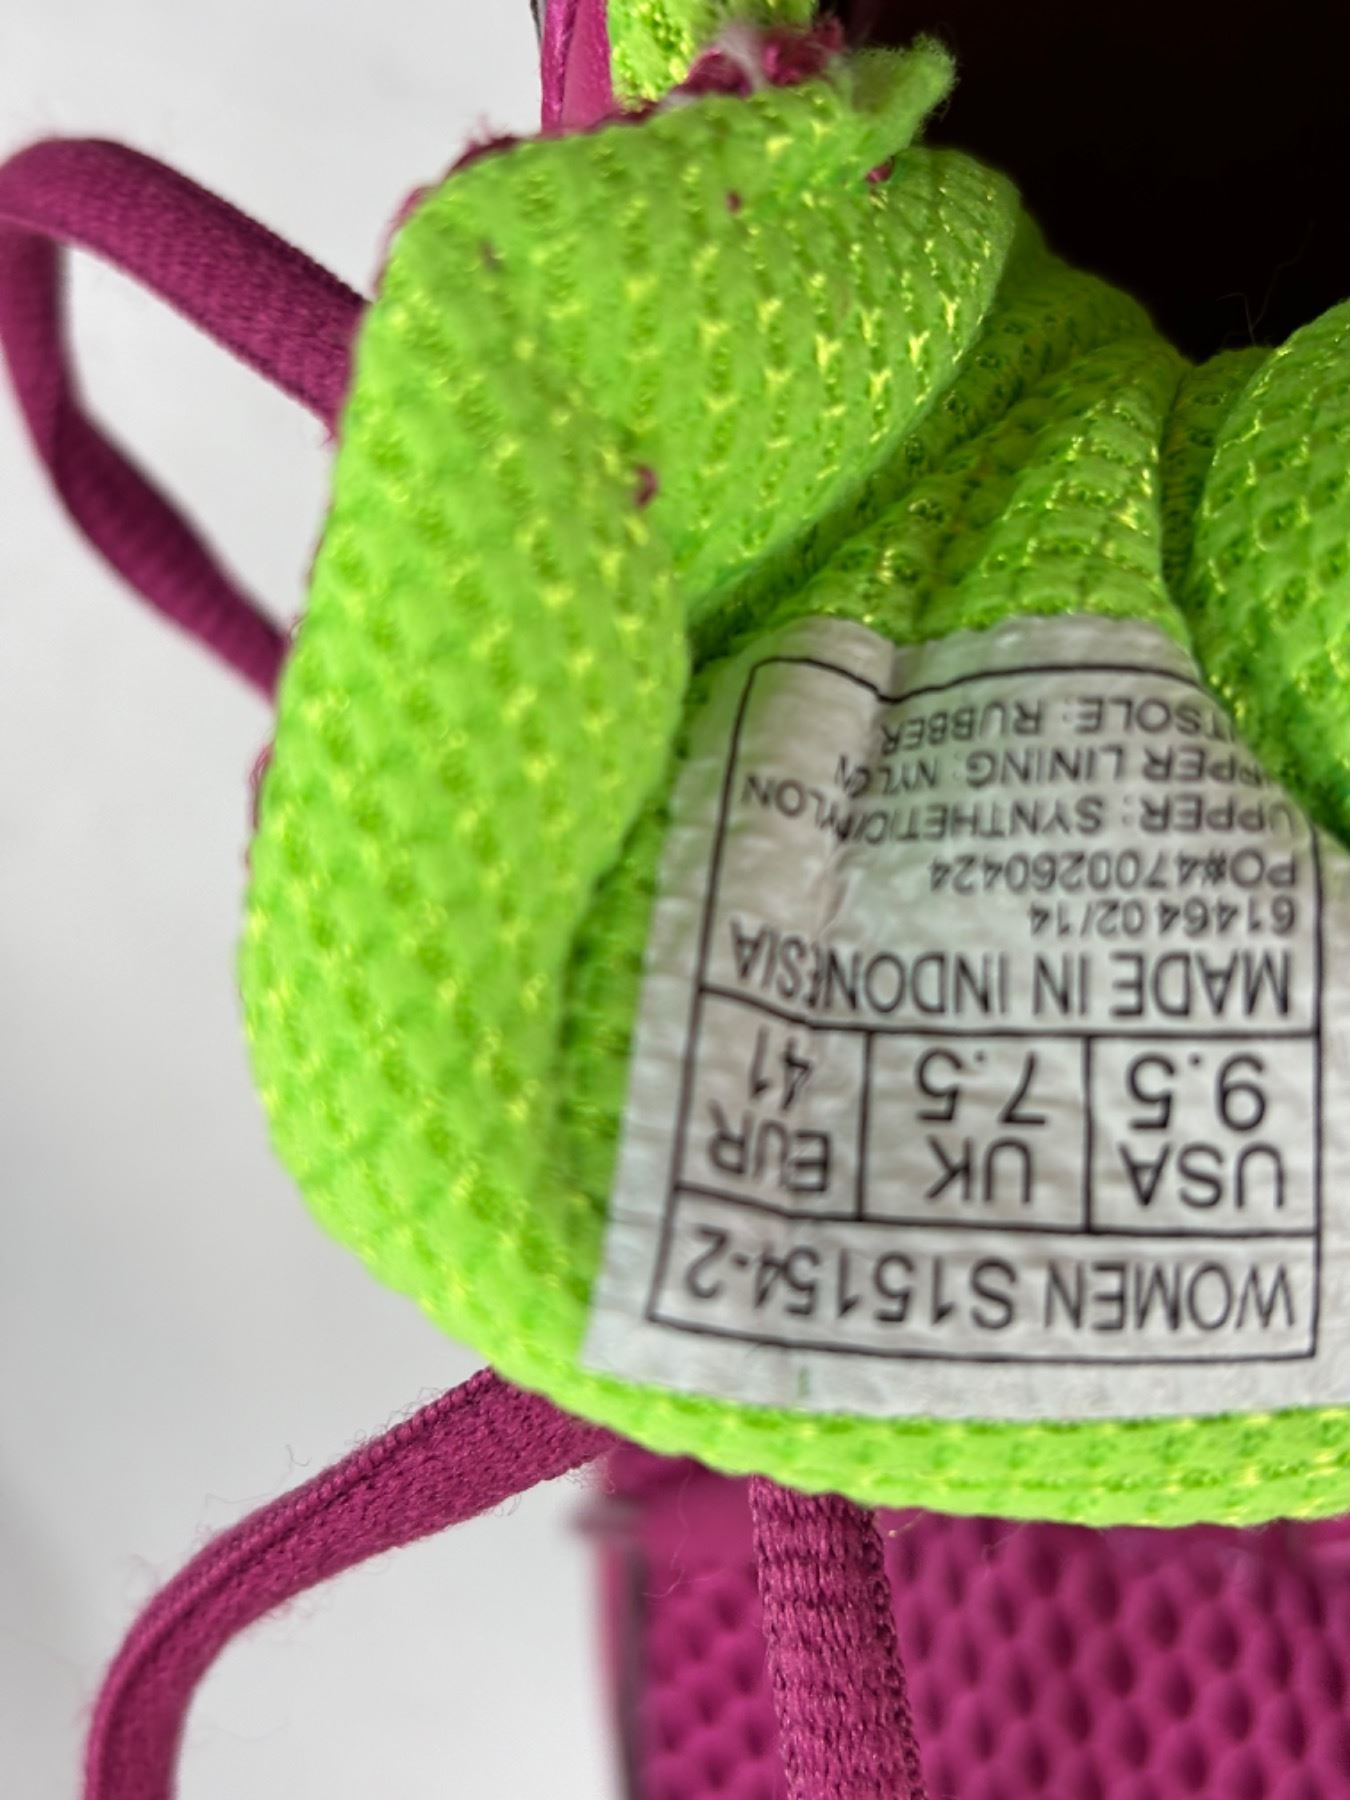 WOMEN S15154-2
USA UK EUR
9.5 7.5 41
MADE IN INDONESIA
61464 02/14
PO#4700260424
UPPER: SYNTHETIC/NYLON
UPPER LINING: NYLON
TSOLE: RUBBER